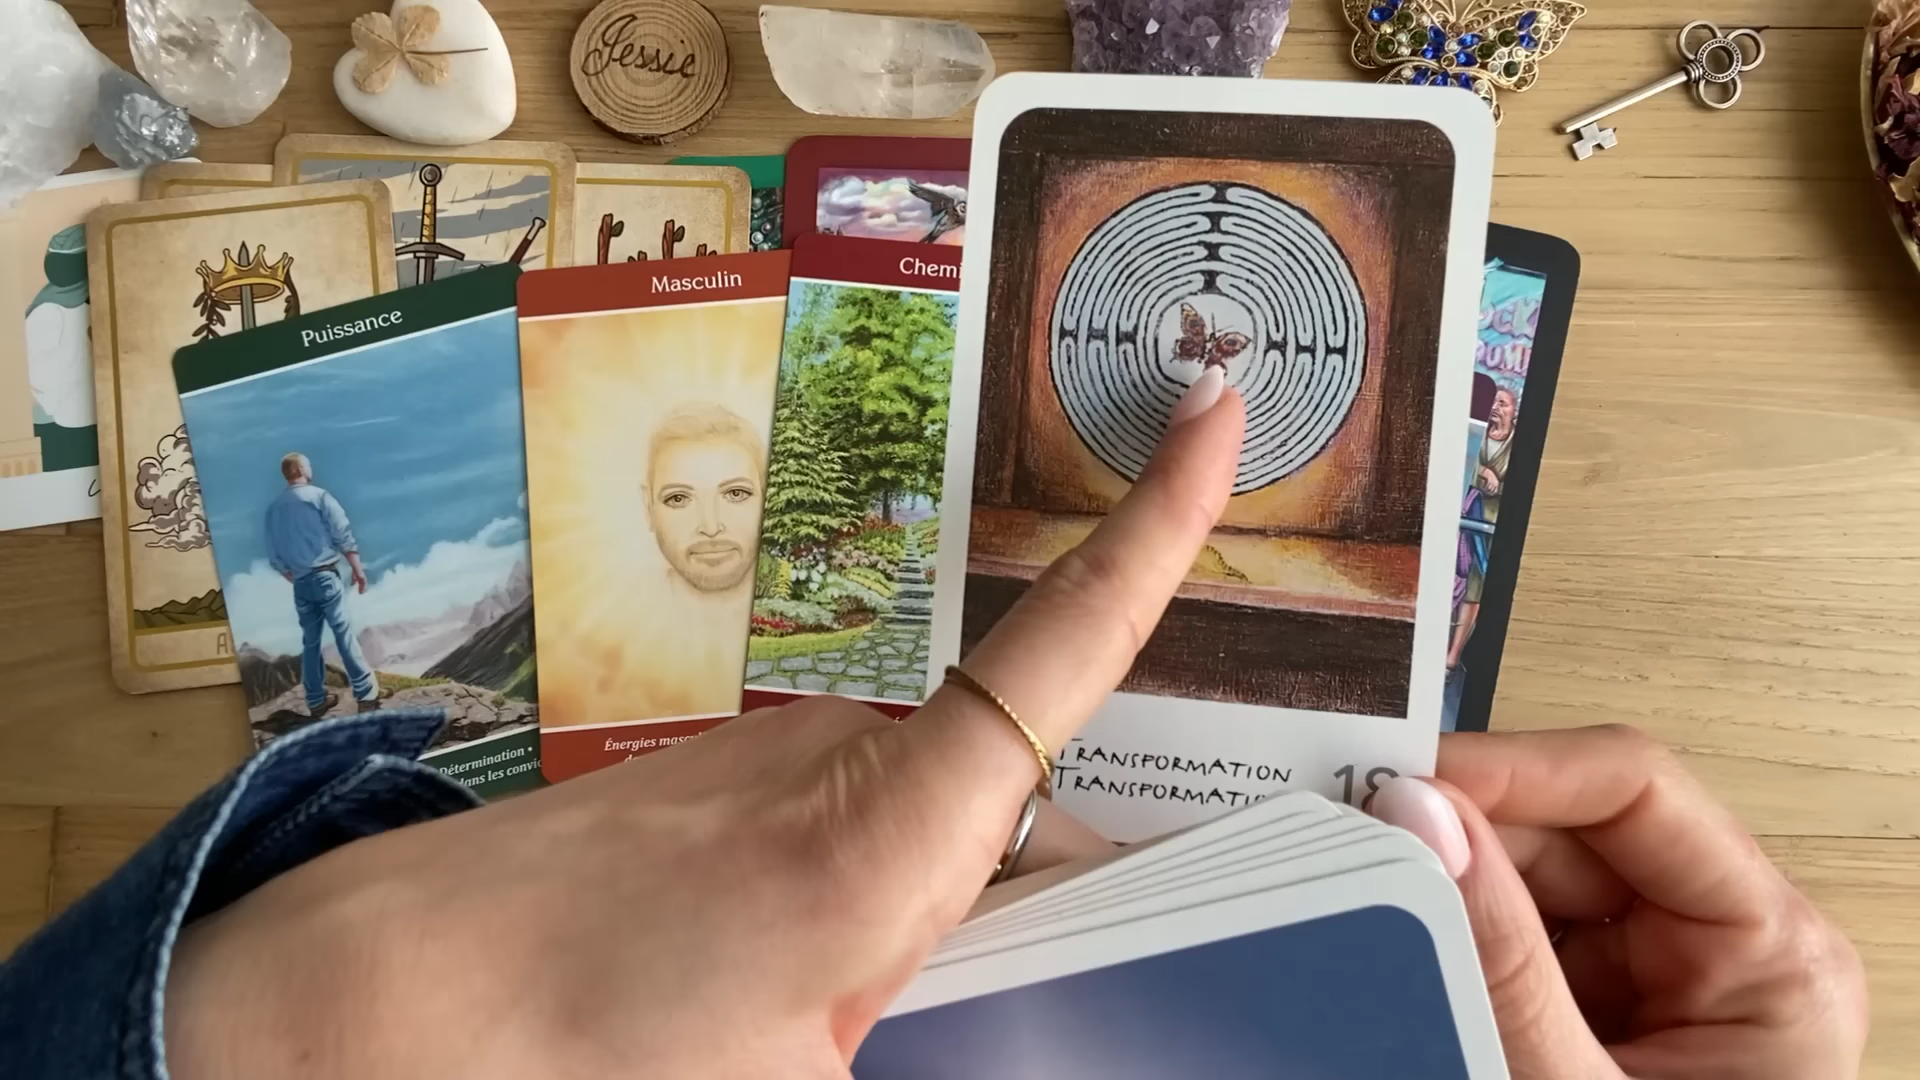 Jessie
Puissance
Masculin
Chemi
Détermination •
dans les convic
Énergies mascu
TRANSFORMATION
TRANSFORMATIO
18